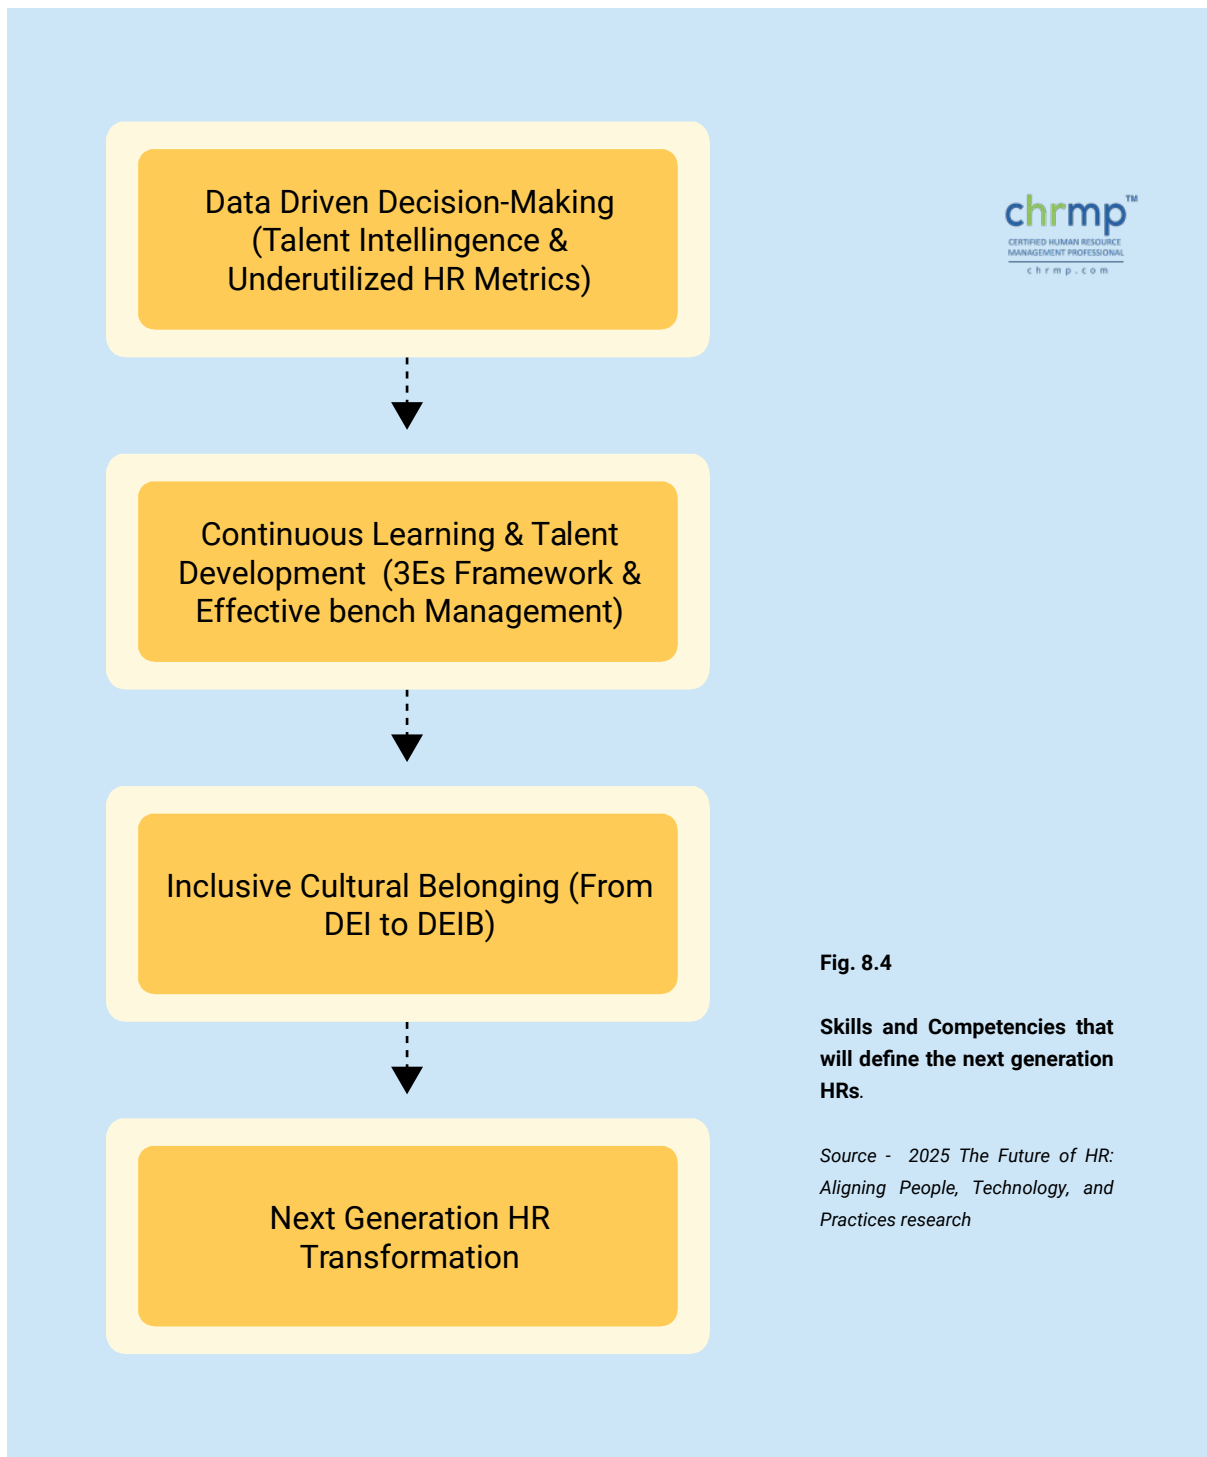 Data Driven Decision-Making
(Talent Intellingence &
Underutilized HR Metrics)
chrmp™
CERTIFIED HUMAN RESOURCE
MANAGEMENT PROFESSIONAL
chrmp.com
Continuous Learning & Talent
Development (3Es Framework &
Effective bench Management)
Inclusive Cultural Belonging (From
DEI to DEIB)
Next Generation HR
Transformation
Fig. 8.4
Skills and Competencies that
will define the next generation
HRs.
Source - 2025 The Future of HR:
Aligning People, Technology, and
Practices research